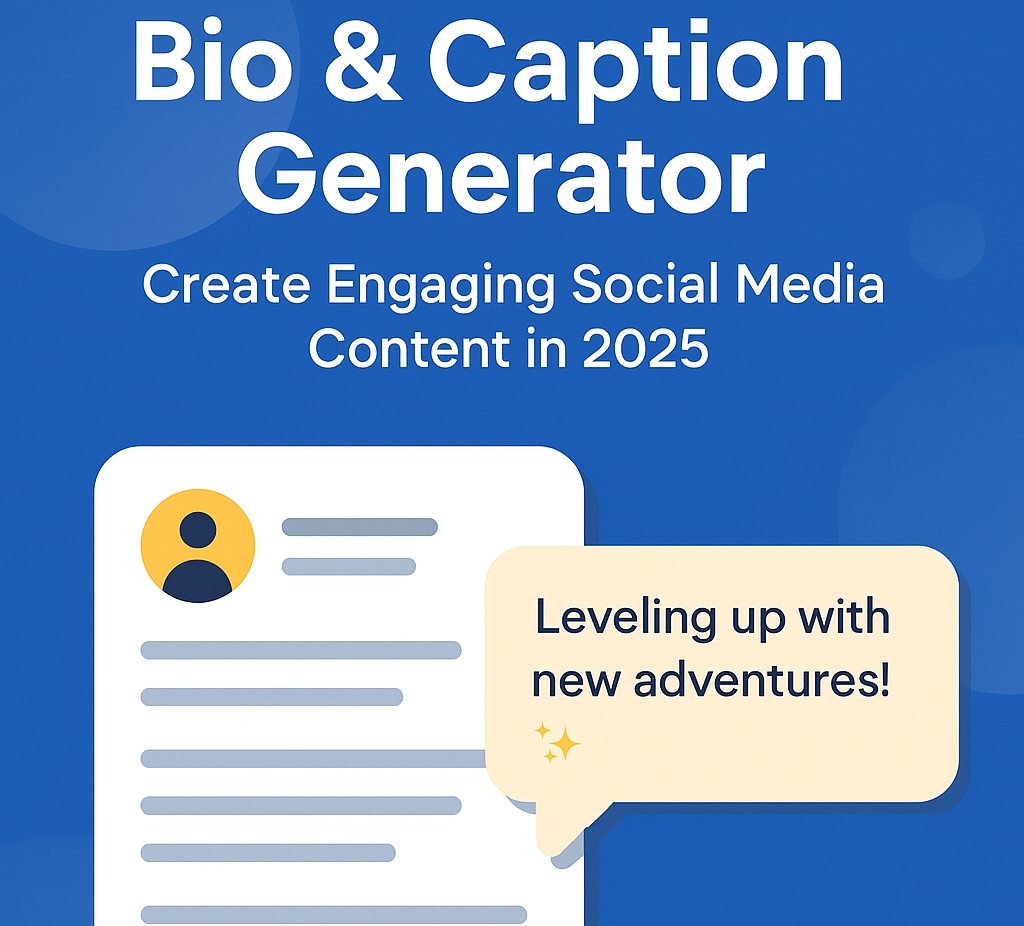 Bio & Caption
Generator
Create Engaging Social Media
Content in 2025
Leveling up with
new adventures!